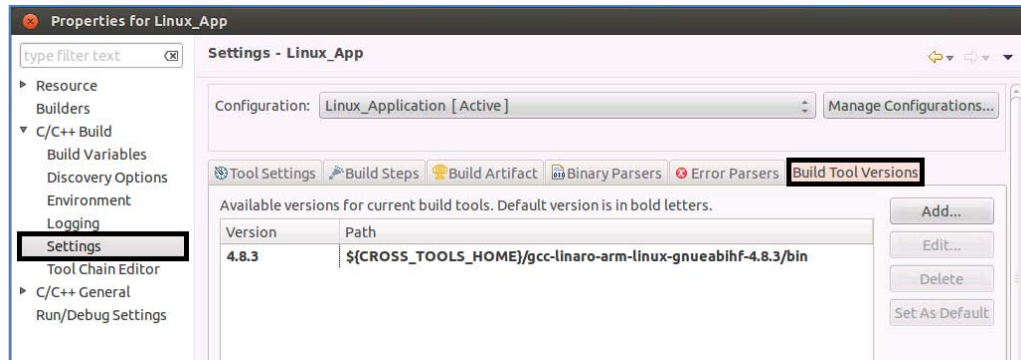 Properties for Linux_App
type filter text
Settings - Linux_App
Resource
Builders
C/C++ Build
Build Variables
Discovery Options
Environment
Logging
Settings
Tool Chain Editor
C/C++ General
Run/Debug Settings
Configuration: Linux_Application [ Active ] Manage Configurations...
Tool Settings Build Steps Build Artifact Binary Parsers Error Parsers Build Tool Versions
Available versions for current build tools. Default version is in bold letters.
Version Path
4.8.3 ${CROSS_TOOLS_HOME}/gcc-linaro-arm-linux-gnueabihf-4.8.3/bin
Add...
Edit...
Delete
Set As Default